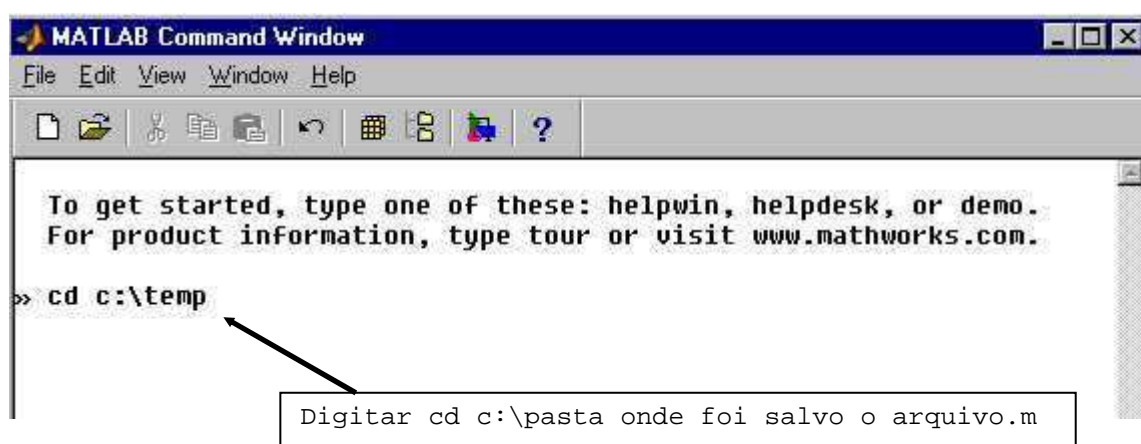 MATLAB Command Window
File Edit View Window Help
?
To get started, type one of these: helpwin, helpdesk, or demo.
For product information, type tour or visit www.mathworks.com.
» cd c:\temp
Digitar cd c:\pasta onde foi salvo o arquivo.m